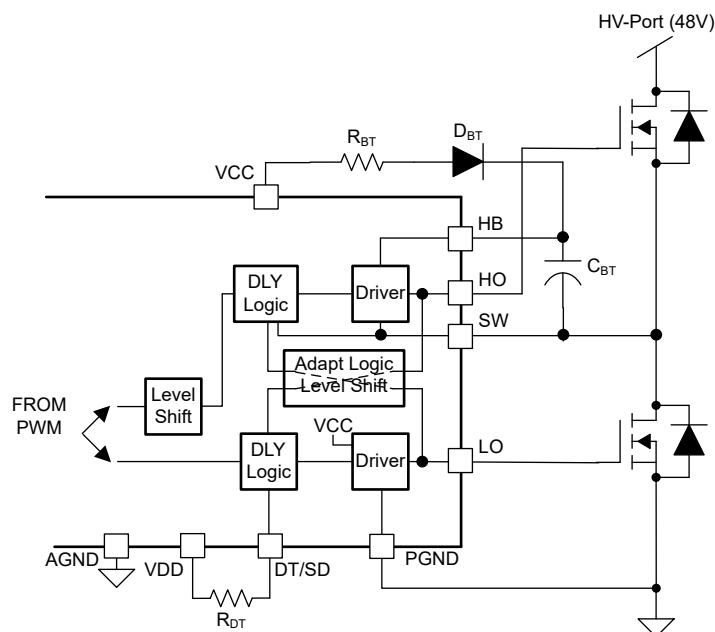 HV-Port (48V)
RBT
DBT
VCC
HB
CBT
DLY
Logic
Driver
HO
SW
Adapt Logic
Level Shift
Level
Shift
FROM
PWM
VCC
DLY
Logic
Driver
LO
AGND
VDD
DT/SD
PGND
RDT